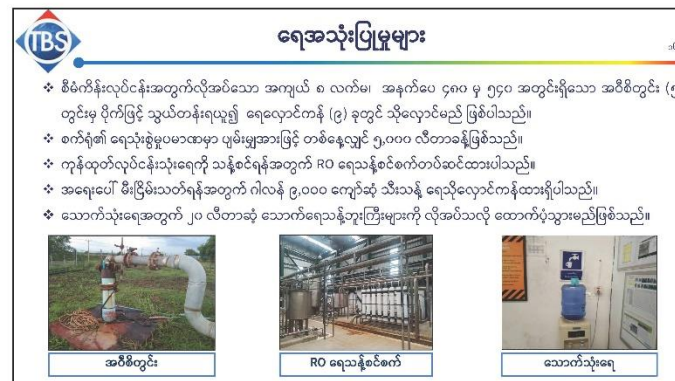 TBS
ရေအသုံးပြုမှုများ
❖ စီမံကိန်းလုပ်ငန်းအတွက်လိုအပ်သော အကျယ် ၈ လက်မ၊ အနက်ပေ ၄၈၀ မှ ၅၄၀ အတွင်းရှိသော အဝီစိတွင်း
တွင်းမှ ပိုက်ဖြင့် သွယ်တန်းရယူ၍ ရေလှောင်ကန် (၉) ခုတွင် သိုလှောင်မည် ဖြစ်ပါသည်။
❖ စက်ရုံ၏ ရေသုံးစွဲမှုပမာဏမှာ ပျမ်းမျှအားဖြင့် တစ်နေ့လျှင် ၅,၀၀၀ လီတာခန့်ဖြစ်သည်။
❖ ကုန်ထုတ်လုပ်ငန်းသုံးရေကို သန့်စင်ရန်အတွက် RO ရေသန့်စင်စက်တပ်ဆင်ထားပါသည်။
❖ အရေးပေါ် မီးငြိမ်းသတ်ရန်အတွက် ဂါလန် ၉,၀၀၀ ကျော်ဆံ့ သီးသန့် ရေသိုလှောင်ကန်ထားရှိပါသည်။
❖ သောက်သုံးရေအတွက် ၂၀ လီတာဆံ့ သောက်ရေသန့်ဘူးကြီးများကို လိုအပ်သလို ထောက်ပံ့သွားမည်ဖြစ်သည်။
အဝီစိတွင်း
RO ရေသန့်စင်စက်
သောက်သုံးရေ